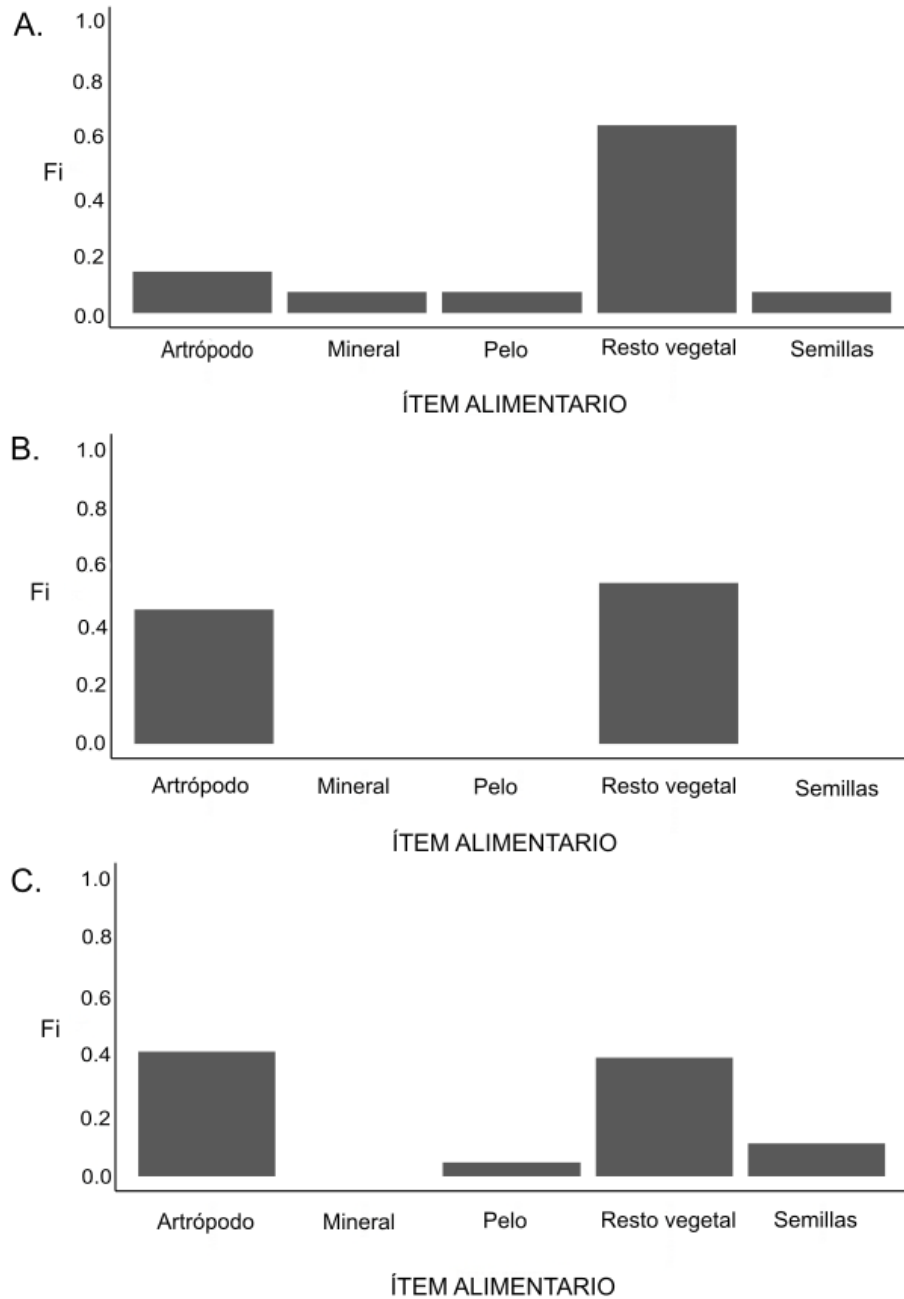 A.
1.0
0.8
0.6
Fi
0.4
0.2
0.0
Artrópodo Mineral Pelo Resto vegetal Semillas
ÍTEM ALIMENTARIO
B.
1.0
0.8
0.6
Fi
0.4
0.2
0.0
Artrópodo Mineral Pelo Resto vegetal Semillas
ÍTEM ALIMENTARIO
C.
1.0
0.8
0.6
Fi
0.4
0.2
0.0
Artrópodo Mineral Pelo Resto vegetal Semillas
ÍTEM ALIMENTARIO